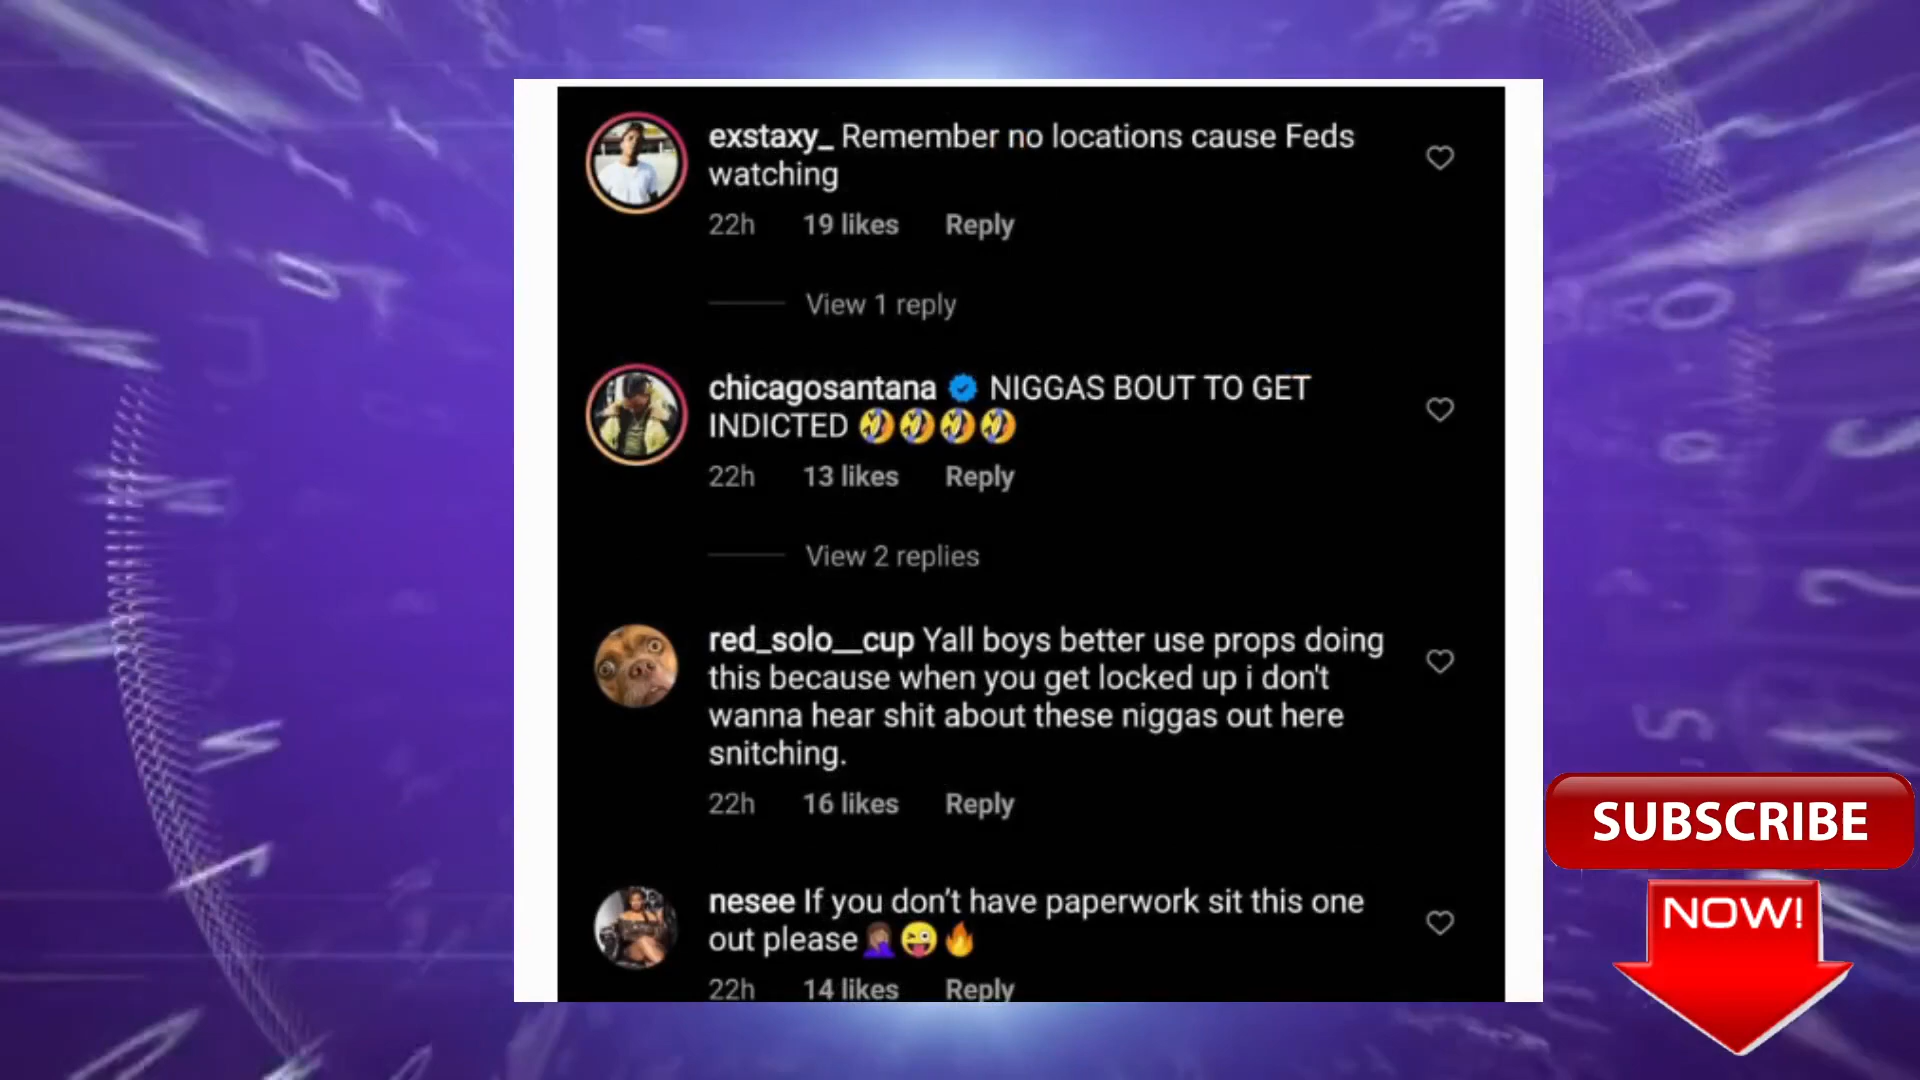 exstaxy_ Remember no locations cause Feds
watching
22h 19 likes Reply
View 1 reply
chicagosantana NIGGAS BOUT TO GET
INDICTED 🤣🤣🤣🤣
22h 13 likes Reply
View 2 replies
red_solo__cup Yall boys better use props doing
this because when you get locked up i don't
wanna hear shit about these niggas out here
snitching.
22h 16 likes Reply
nesee If you don't have paperwork sit this one
out please🤦🏽‍♀️😜🔥
22h 14 likes Reply
SUBSCRIBE
NOW!